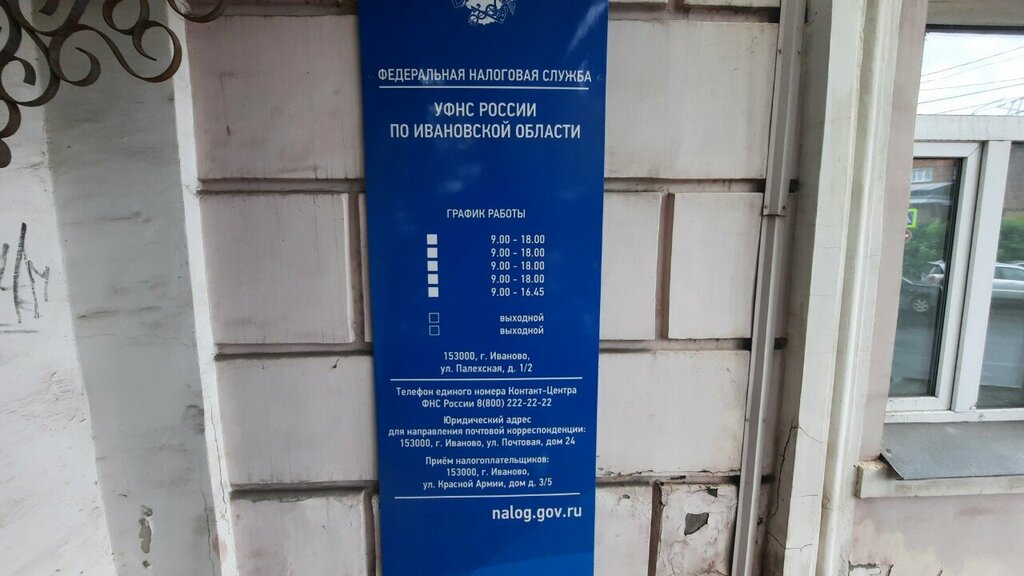 ФЕДЕРАЛЬНАЯ НАЛОГОВАЯ СЛУЖБА
УФНС РОССИИ
ПО ИВАНОВСКОЙ ОБЛАСТИ
ГРАФИК РАБОТЫ
9.00 - 18.00
9.00 - 18.00
9.00 - 18.00
9.00 - 18.00
9.00 - 16.45
выходной
выходной
153000, г. Иваново,
ул. Палехская, д. 1/2
Телефон единого номера Контакт-Центра
ФНС России 8(800) 222-22-22
Юридический адрес
для направления почтовой корреспонденции:
153000, г. Иваново, ул. Почтовая, дом 24
Приём налогоплательщиков:
153000, г. Иваново,
ул. Красной Армии, дом д. 3/5
nalog.gov.ru